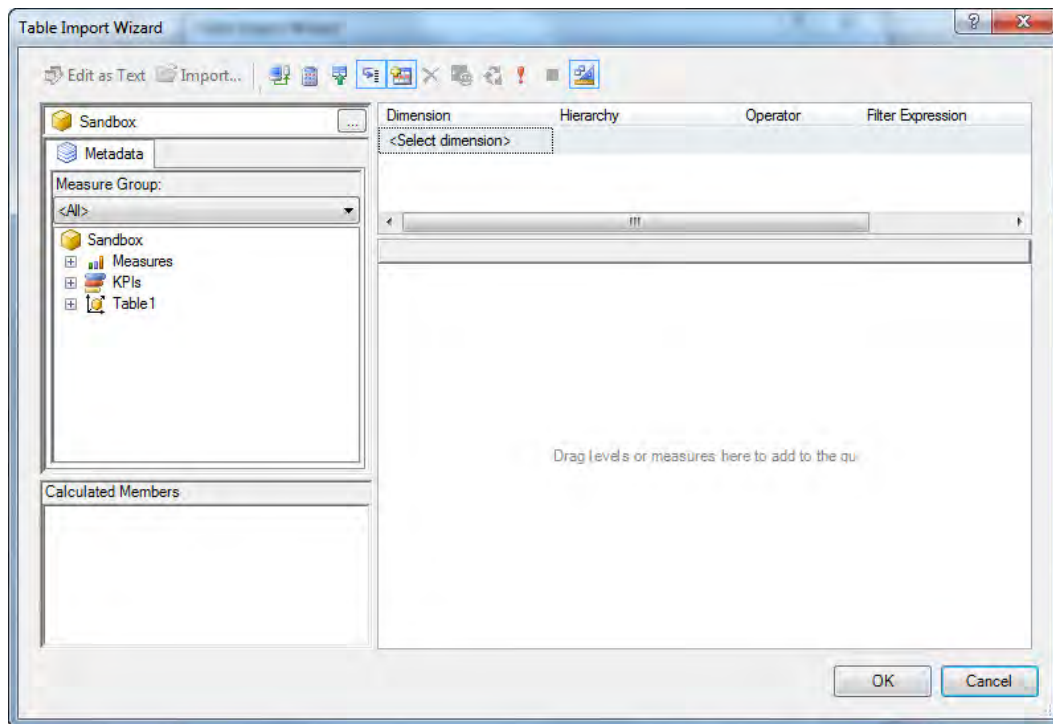 Table Import Wizard
Edit as Text Import...
Sandbox ...
Metadata
Measure Group:
<All>
Sandbox
Measures
KPIs
Table1
Calculated Members
Dimension Hierarchy Operator Filter Expression
<Select dimension>
Drag levels or measures here to add to the qu
OK Cancel